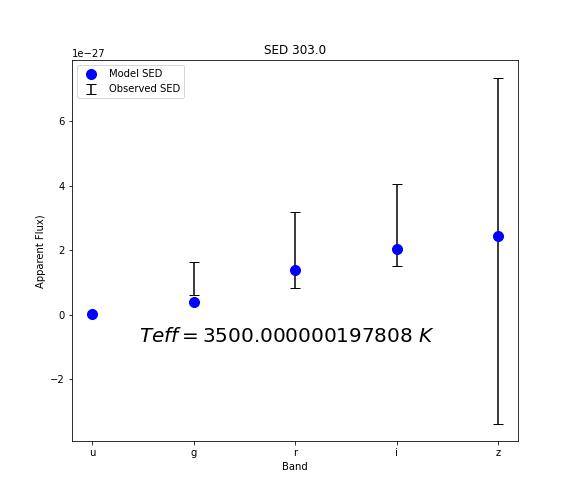 SED 303.0
1e−27
Model SED
Observed SED
6
4
2
0
−2
Apparent Flux)
Teff = 3500.000000197808 K
u g r i z
Band